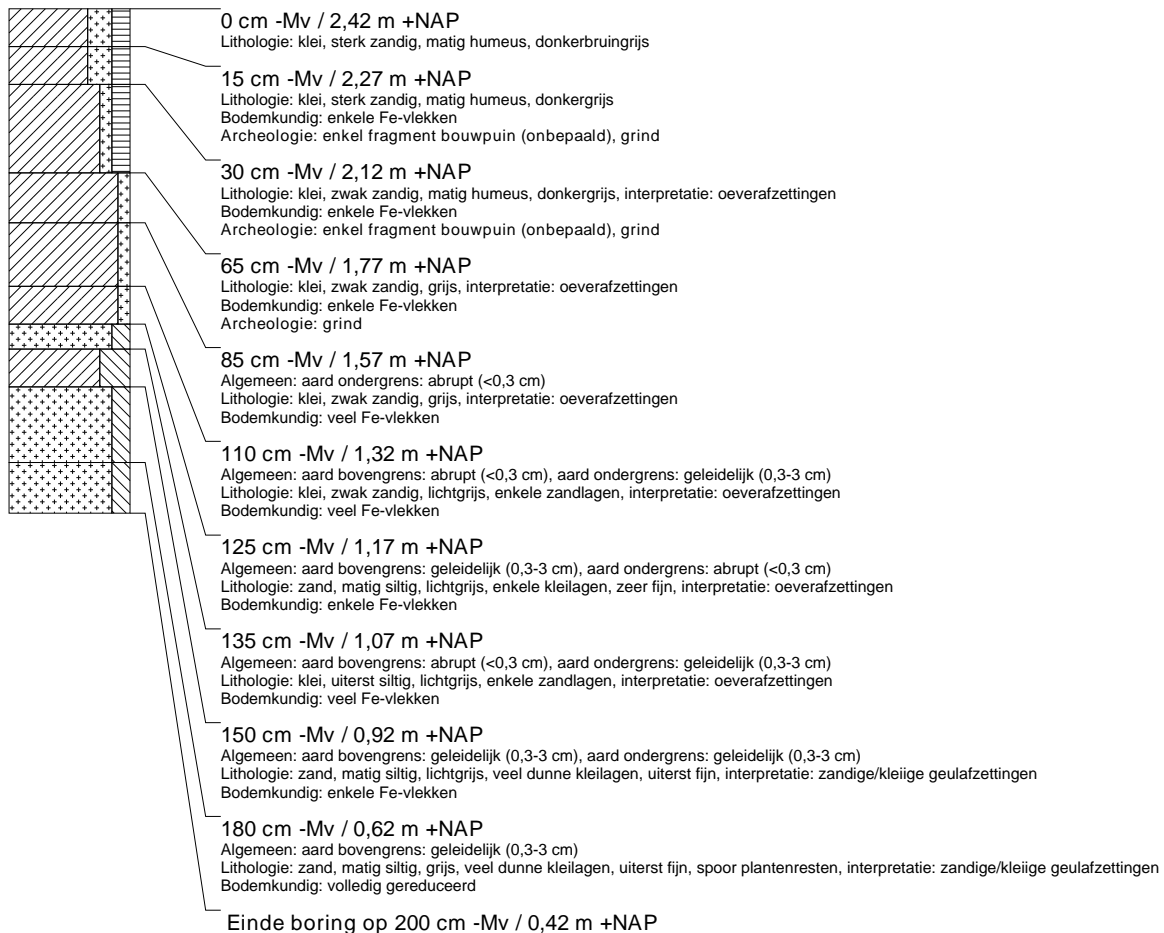 0 cm -Mv / 2,42 m +NAP
Lithologie: klei, sterk zandig, matig humeus, donkerbruingrijs
15 cm -Mv / 2,27 m +NAP
Lithologie: klei, sterk zandig, matig humeus, donkergrijs
Bodemkundig: enkele Fe-vlekken
Archeologie: enkel fragment bouwpuin (onbepaald), grind
30 cm -Mv / 2,12 m +NAP
Lithologie: klei, zwak zandig, matig humeus, donkergrijs, interpretatie: oeverafzettingen
Bodemkundig: enkele Fe-vlekken
Archeologie: enkel fragment bouwpuin (onbepaald), grind
65 cm -Mv / 1,77 m +NAP
Lithologie: klei, zwak zandig, grijs, interpretatie: oeverafzettingen
Bodemkundig: enkele Fe-vlekken
Archeologie: grind
85 cm -Mv / 1,57 m +NAP
Algemeen: aard ondergrens: abrupt (<0,3 cm)
Lithologie: klei, zwak zandig, grijs, interpretatie: oeverafzettingen
Bodemkundig: veel Fe-vlekken
110 cm -Mv / 1,32 m +NAP
Algemeen: aard bovengrens: abrupt (<0,3 cm), aard ondergrens: geleidelijk (0,3-3 cm)
Lithologie: klei, zwak zandig, lichtgrijs, enkele zandlagen, interpretatie: oeverafzettingen
Bodemkundig: veel Fe-vlekken
125 cm -Mv / 1,17 m +NAP
Algemeen: aard bovengrens: geleidelijk (0,3-3 cm), aard ondergrens: abrupt (<0,3 cm)
Lithologie: zand, matig siltig, lichtgrijs, enkele kleilagen, zeer fijn, interpretatie: oeverafzettingen
Bodemkundig: enkele Fe-vlekken
135 cm -Mv / 1,07 m +NAP
Algemeen: aard bovengrens: abrupt (<0,3 cm), aard ondergrens: geleidelijk (0,3-3 cm)
Lithologie: klei, uiterst siltig, lichtgrijs, enkele zandlagen, interpretatie: oeverafzettingen
Bodemkundig: veel Fe-vlekken
150 cm -Mv / 0,92 m +NAP
Algemeen: aard bovengrens: geleidelijk (0,3-3 cm), aard ondergrens: geleidelijk (0,3-3 cm)
Lithologie: zand, matig siltig, lichtgrijs, veel dunne kleilagen, uiterst fijn, interpretatie: zandige/kleiige geulafzettingen
Bodemkundig: enkele Fe-vlekken
180 cm -Mv / 0,62 m +NAP
Algemeen: aard bovengrens: geleidelijk (0,3-3 cm)
Lithologie: zand, matig siltig, grijs, veel dunne kleilagen, uiterst fijn, spoor plantenresten, interpretatie: zandige/kleiige geulafzettingen
Bodemkundig: volledig gereduceerd
Einde boring op 200 cm -Mv / 0,42 m +NAP